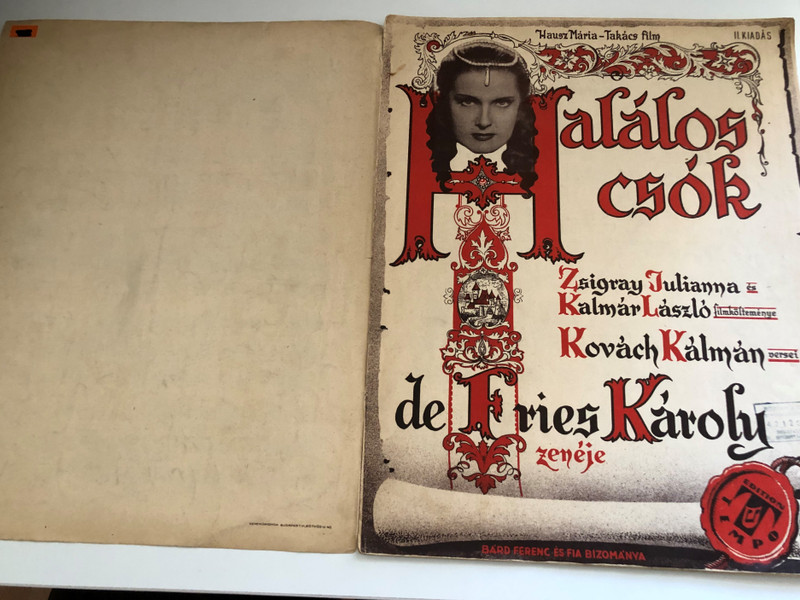 Hausz Mária-Takács film
II. KIADÁS
Halálos
csók
Zsigray Julianna és
Kalmár László filmkölteménye
Kovách Kálmán versei
de Fries Károly
zenéje
EDITION
TEMPO
BÁRD FERENC ÉS FIA BIZOMÁNYA